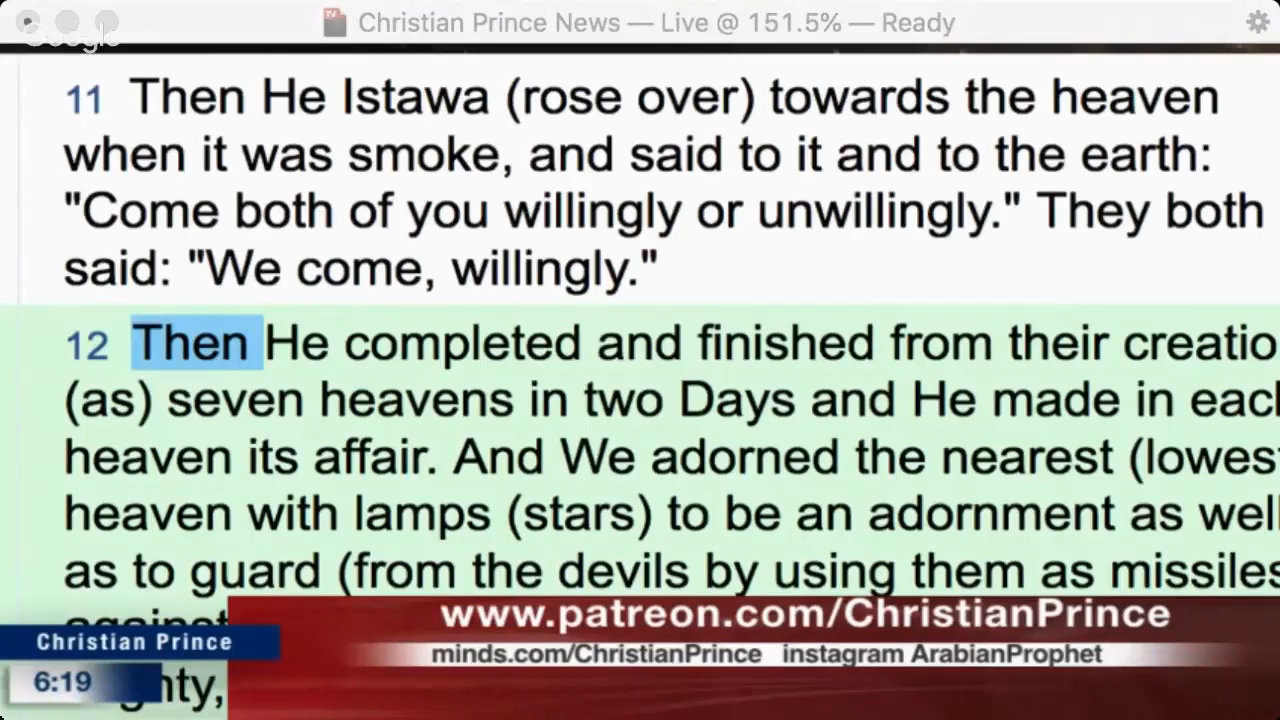 Christian Prince News — Live @ 151.5% — Ready
Google
11 Then He Istawa (rose over) towards the heaven
when it was smoke, and said to it and to the earth:
"Come both of you willingly or unwillingly." They both
said: "We come, willingly."
12 Then He completed and finished from their creatio
(as) seven heavens in two Days and He made in each
heaven its affair. And We adorned the nearest (lowest
heaven with lamps (stars) to be an adornment as well
as to guard (from the devils by using them as missiles
against
www.patreon.com/ChristianPrince
Christian Prince
minds.com/ChristianPrince instagram ArabianProphet
6:19
hty,